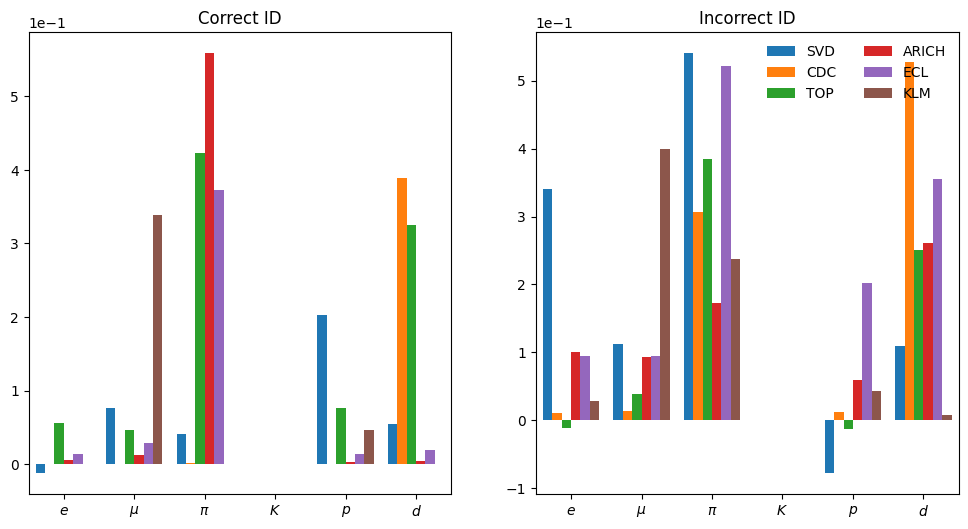 Correct ID
1e−1
5
4
3
2
1
0
e μ π K p d
Incorrect ID
1e−1
5
4
3
2
1
0
−1
e μ π K p d
SVD ARICH
CDC ECL
TOP KLM